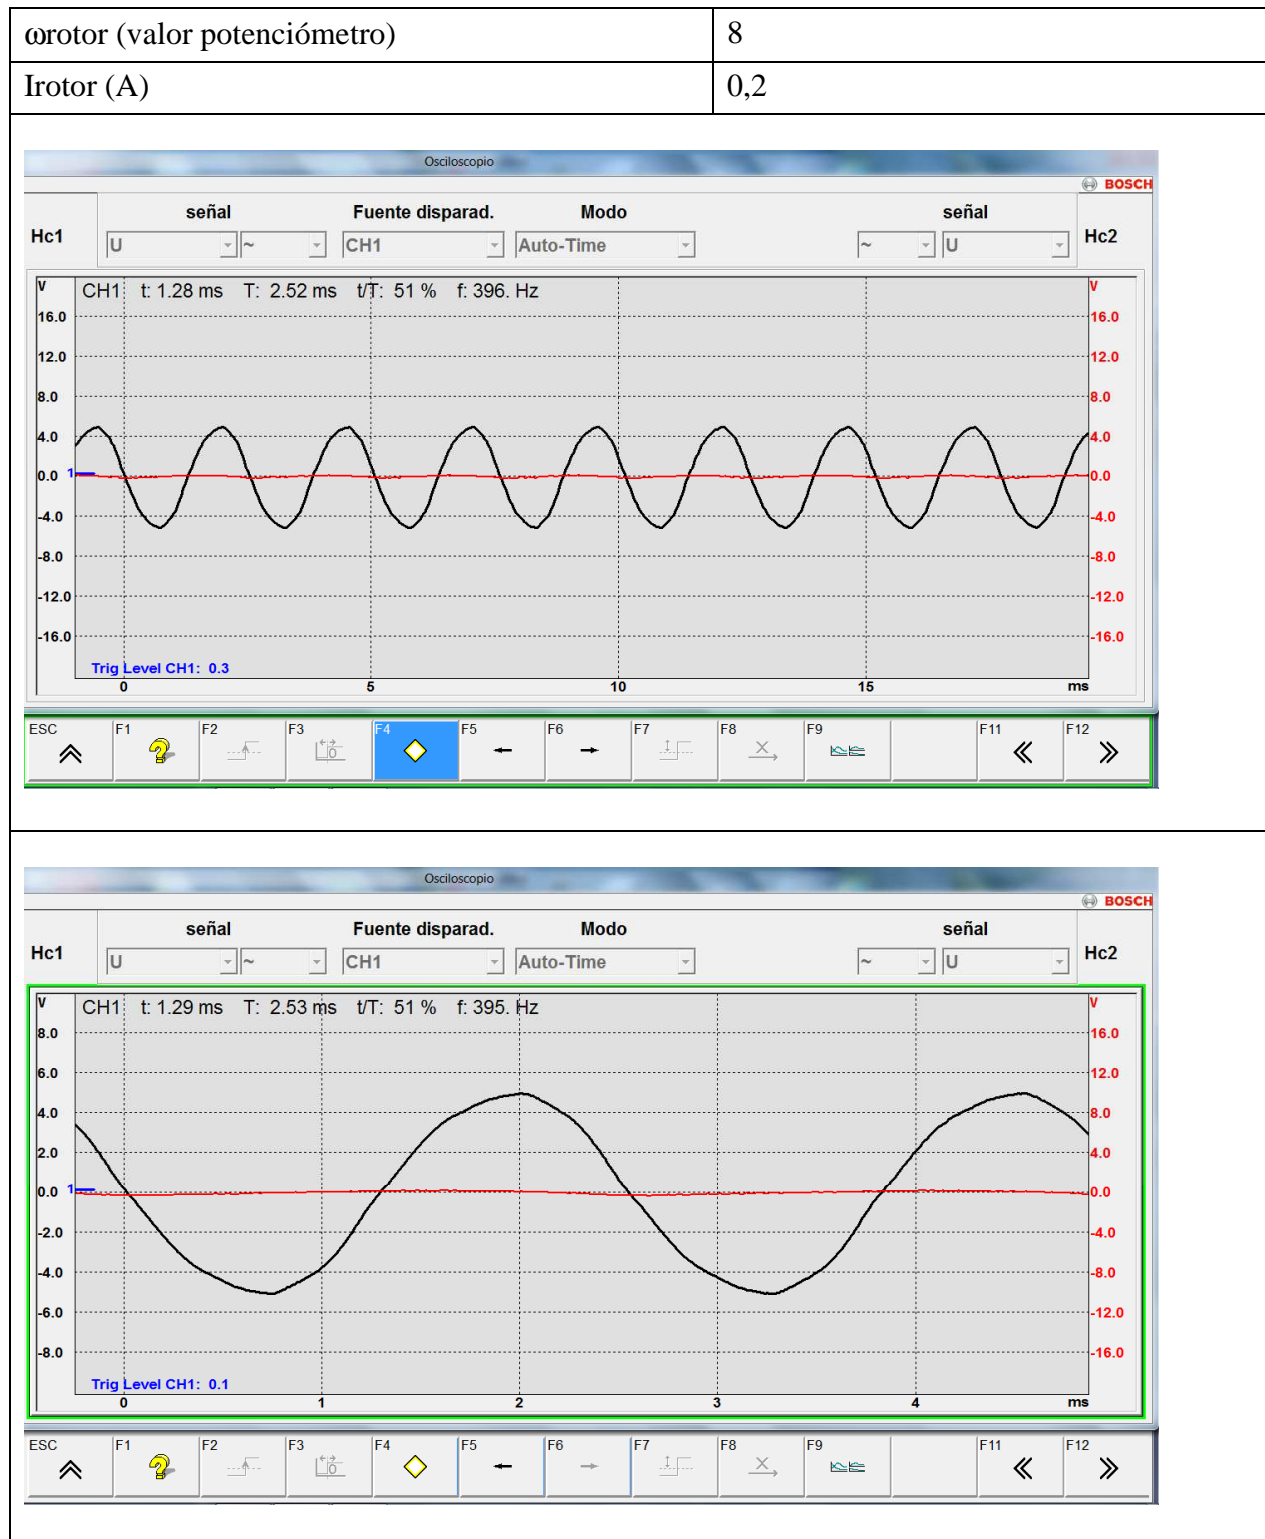 ωrotor (valor potenciómetro) 8
Irotor (A) 0,2
Osciloscopio
BOSCH
señal Fuente disparad. Modo señal
Hc1 U ~ CH1 Auto-Time ~ U Hc2
V CH1 t: 1.28 ms T: 2.52 ms t/T: 51 % f: 396. Hz V
16.0 16.0
12.0 12.0
8.0 8.0
4.0 4.0
0.0 1 0.0
-4.0 -4.0
-8.0 -8.0
-12.0 -12.0
-16.0 -16.0
Trig Level CH1: 0.3
0 5 10 15 ms
ESC F1 F2 F3 F4 F5 F6 F7 F8 F9 F11 F12
Osciloscopio
BOSCH
señal Fuente disparad. Modo señal
Hc1 U ~ CH1 Auto-Time ~ U Hc2
V CH1 t: 1.29 ms T: 2.53 ms t/T: 51 % f: 395. Hz V
8.0 16.0
6.0 12.0
4.0 8.0
2.0 4.0
0.0 1 0.0
-2.0 -4.0
-4.0 -8.0
-6.0 -12.0
-8.0 -16.0
Trig Level CH1: 0.1
0 1 2 3 4 ms
ESC F1 F2 F3 F4 F5 F6 F7 F8 F9 F11 F12